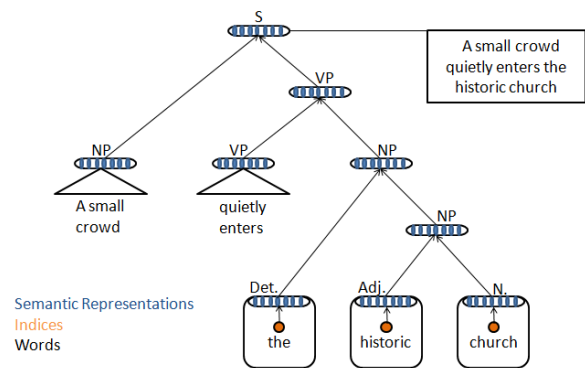 S
A small crowd
quietly enters the
historic church
VP
NP
VP
NP
A small
crowd
quietly
enters
NP
Det.
Adj.
N.
Semantic Representations
Indices
Words
the
historic
church